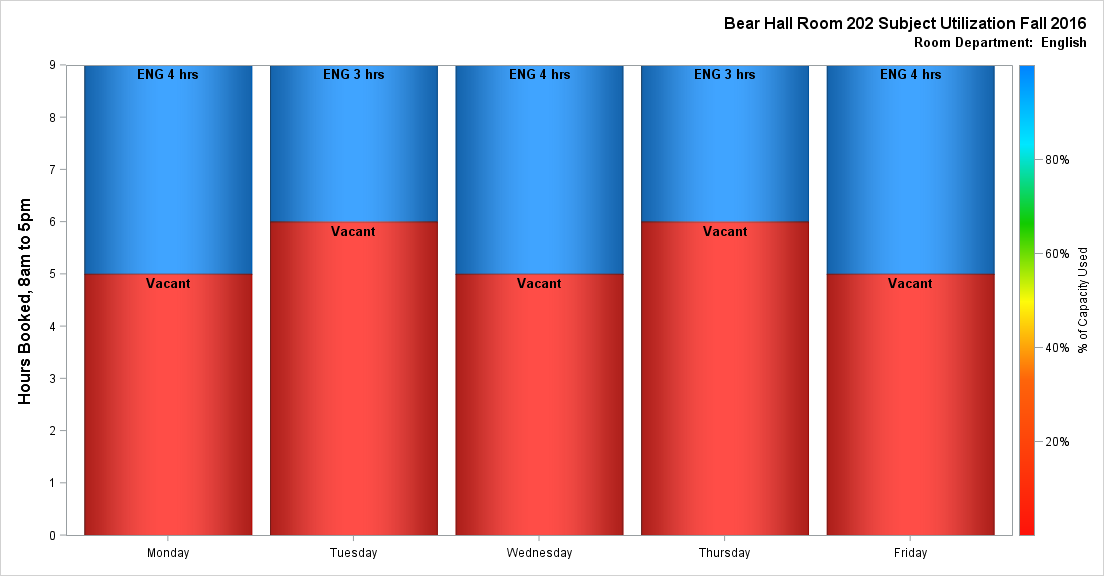 Bear Hall Room 202 Subject Utilization Fall 2016
Room Department:  English
Hours Booked, 8am to 5pm
9
8
7
6
5
4
3
2
1
0
ENG 4 hrs
ENG 3 hrs
ENG 4 hrs
ENG 3 hrs
ENG 4 hrs
Vacant
Vacant
Vacant
Vacant
Vacant
Monday
Tuesday
Wednesday
Thursday
Friday
80%
60%
40%
20%
% of Capacity Used